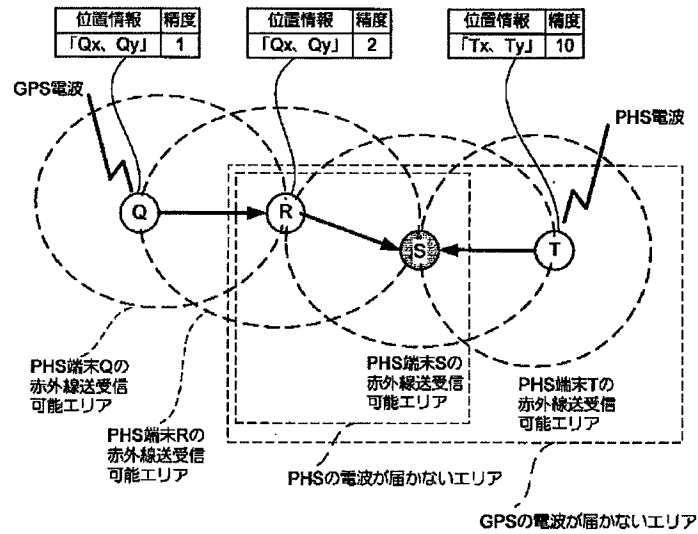 位置情報 精度
「Qx、Qy」 1
位置情報 精度
「Qx、Qy」 2
位置情報 精度
「Tx、Ty」 10
GPS電波
PHS電波
Q
R
S
T
PHS端末Qの
赤外線送受信
可能エリア
PHS端末Rの
赤外線送受信
可能エリア
PHS端末Sの
赤外線送受信
可能エリア
PHS端末Tの
赤外線送受信
可能エリア
PHSの電波が届かないエリア
GPSの電波が届かないエリア